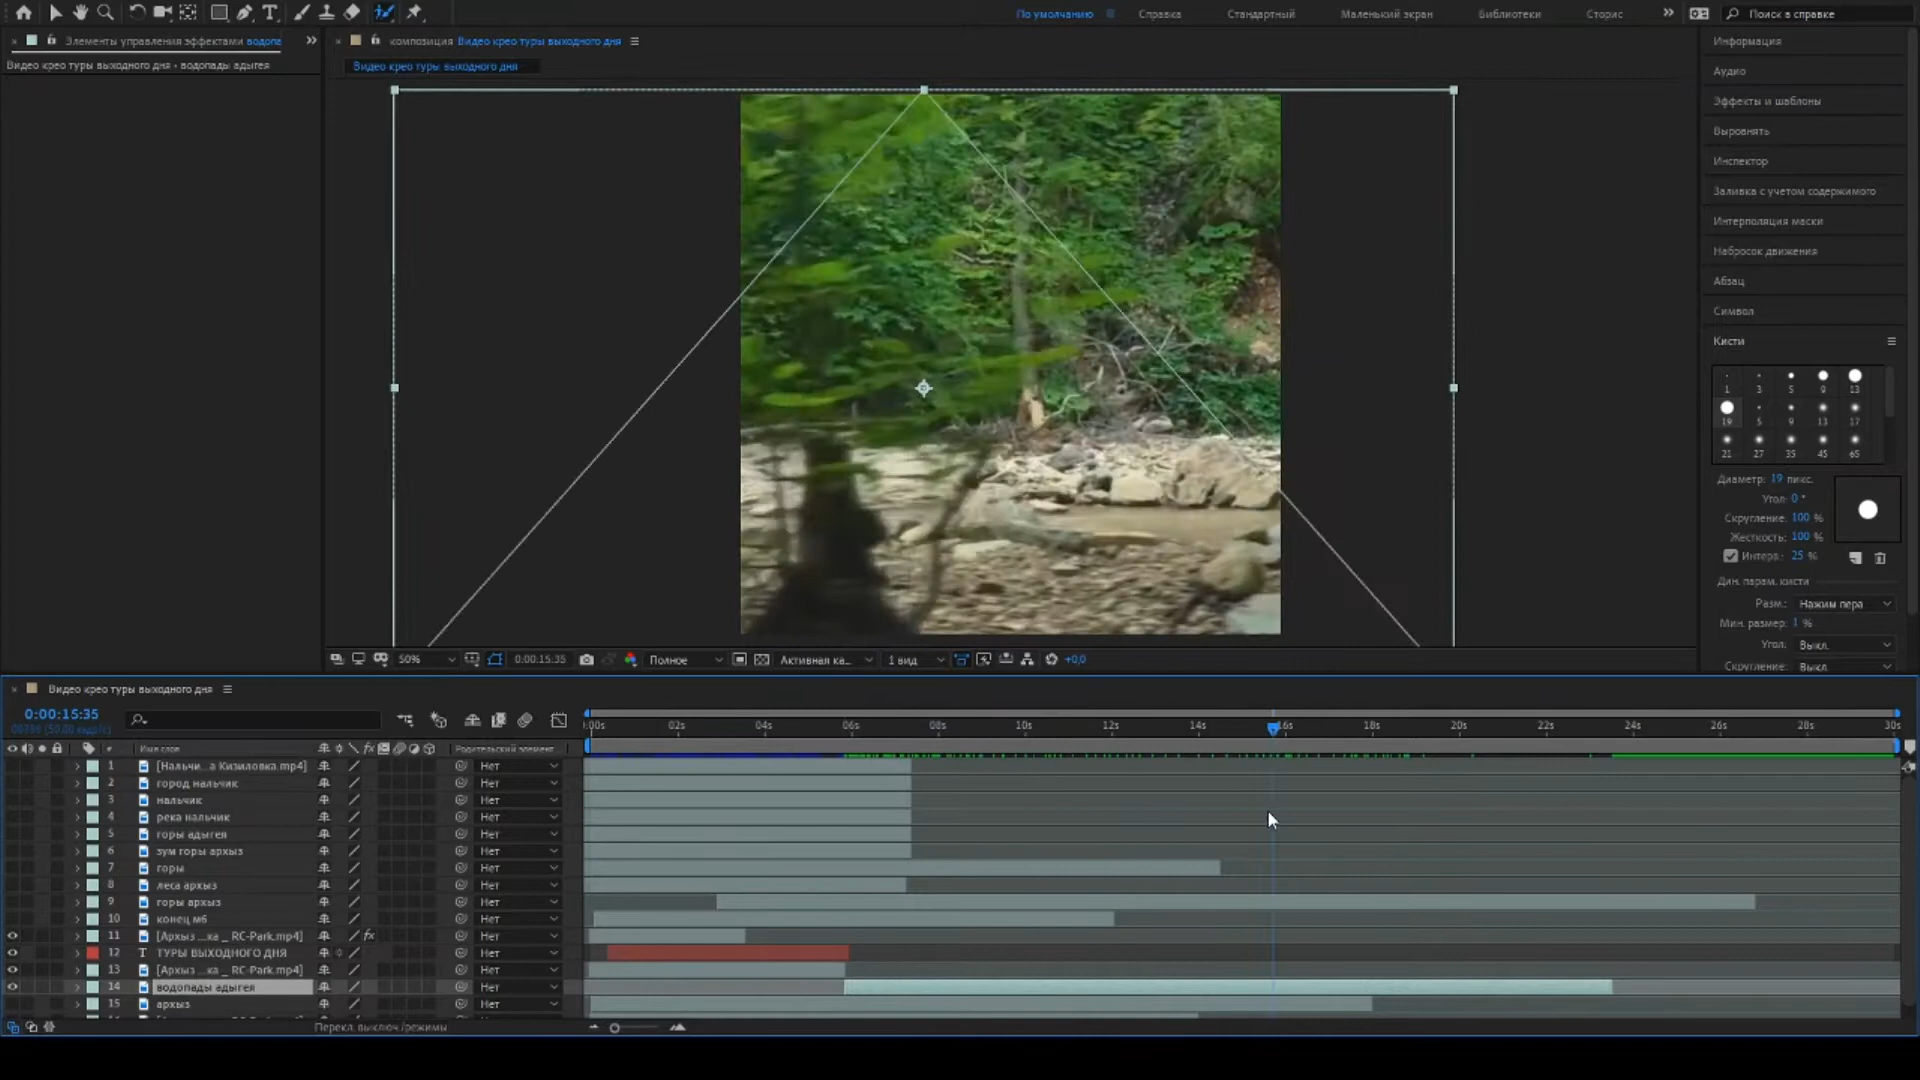 По умолчанию
Справка
Стандартный
Маленький экран
Библиотеки
Сторис
Поиск в справке
Элементы управления эффектами водопа
композиция Видео крео туры выходного дня
Видео крео туры выходного дня • водопады адыгея
Видео крео туры выходного дня
Информация
Аудио
Эффекты и шаблоны
Выровнять
Инспектор
Заливка с учетом содержимого
Интерполяция маски
Набросок движения
Абзац
Символ
Кисти
1 3 5 9 13
19 5 9 13 17
21 27 35 45 65
Диаметр: 19 пикс.
Угол: 0 °
Скругление: 100 %
Жесткость: 100 %
Интерв.: 25 %
Дин. парам. кисти
Разм.: Нажим пера
Мин. размер: 1 %
Угол: Выкл.
Скругление: Выкл.
50%
0:00:15:35
Полное
Активная ка...
1 вид
+0,0
Видео крео туры выходного дня
0:00:15:35
:00s 02s 04s 06s 08s 10s 12s 14s 16s 18s 20s 22s 24s 26s 28s 30s
# Имя слоя
Родительский элемент...
1 [Нальчи...а Кизиловка.mp4] Нет
2 город нальчик Нет
3 нальчик Нет
4 река нальчик Нет
5 горы адыгея Нет
6 зум горы архыз Нет
7 горы Нет
8 леса архыз Нет
9 горы архыз Нет
10 конец мб Нет
11 [Архыз ...ка _ RC-Park.mp4] fx Нет
12 T ТУРЫ ВЫХОДНОГО ДНЯ Нет
13 [Архыз ...ка _ RC-Park.mp4] Нет
14 водопады адыгея Нет
15 архыз Нет
Перекл. выключ./режимы